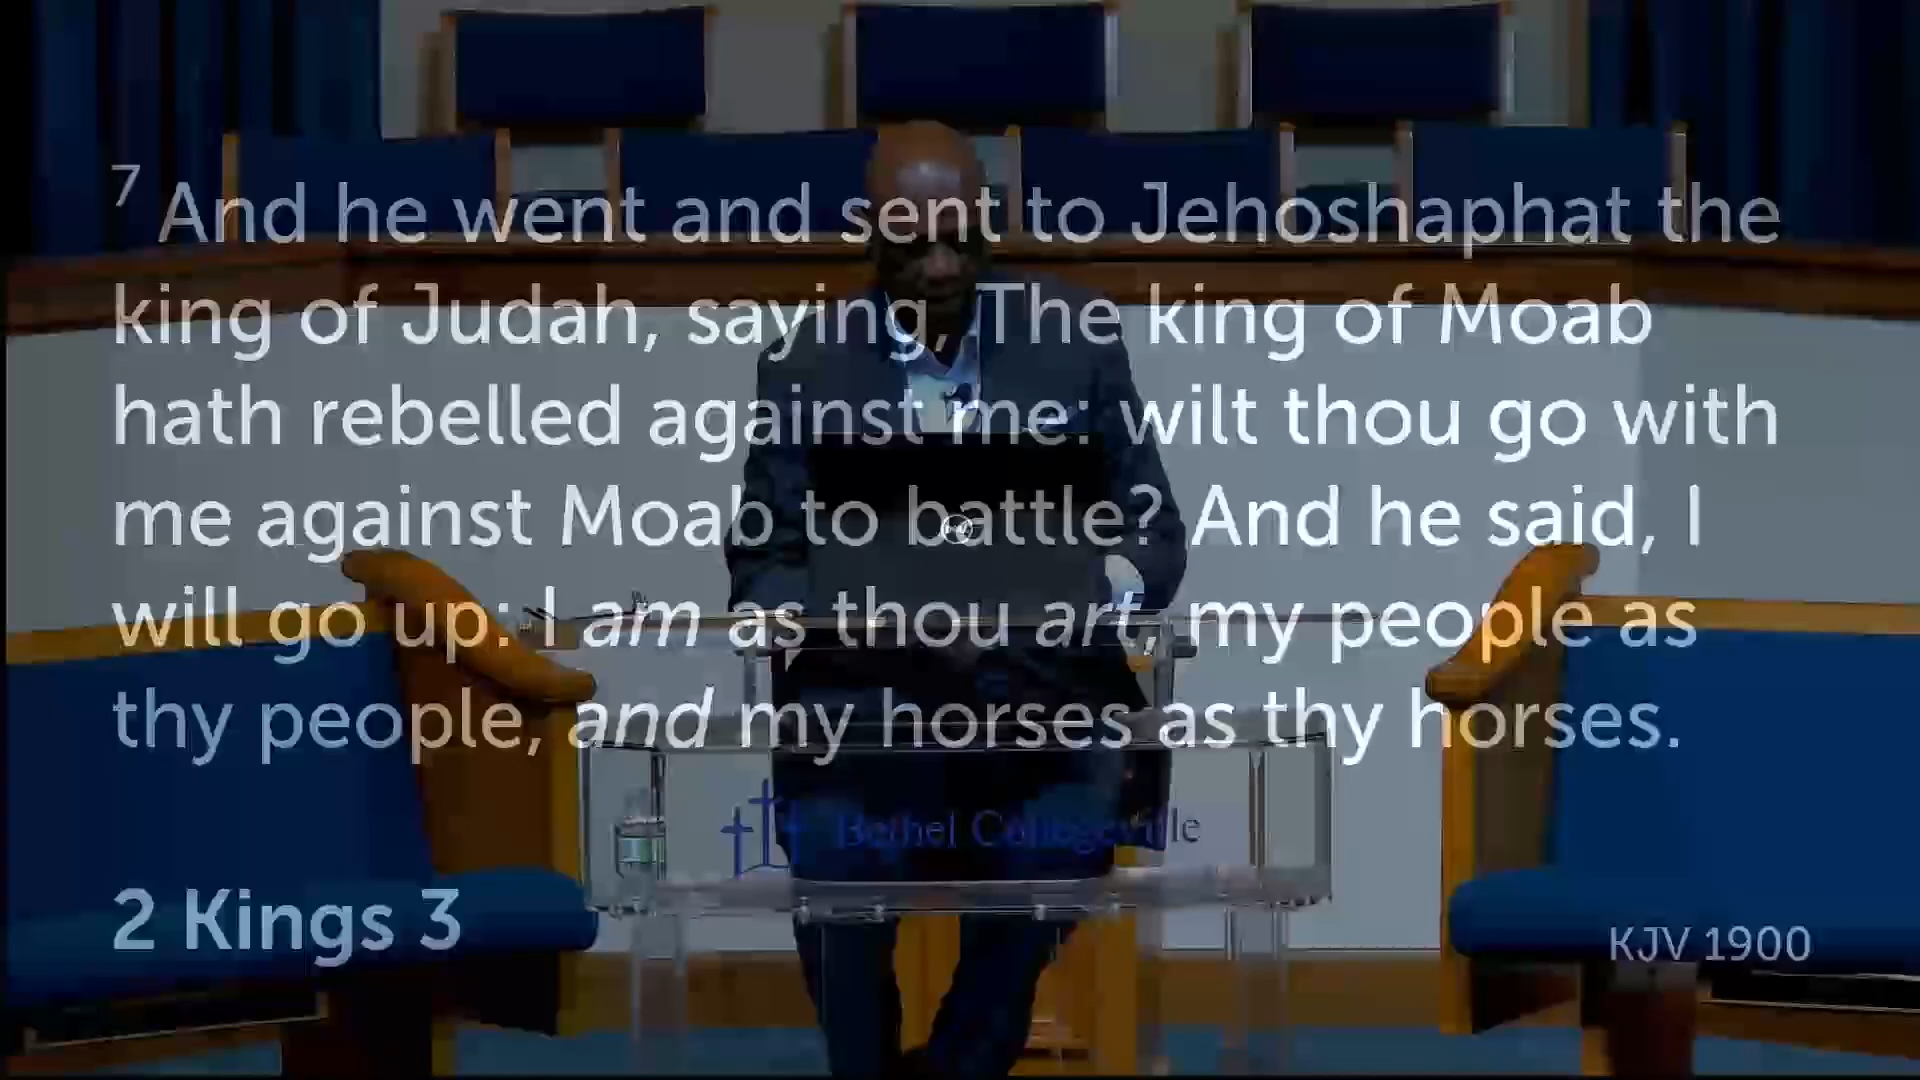 7 And he went and sent to Jehoshaphat the
king of Judah, saying, The king of Moab
hath rebelled against me: wilt thou go with
me against Moab to battle? And he said, I
will go up: I am as thou art, my people as
thy people, and my horses as thy horses.
Bethel Collegeville
2 Kings 3
KJV 1900